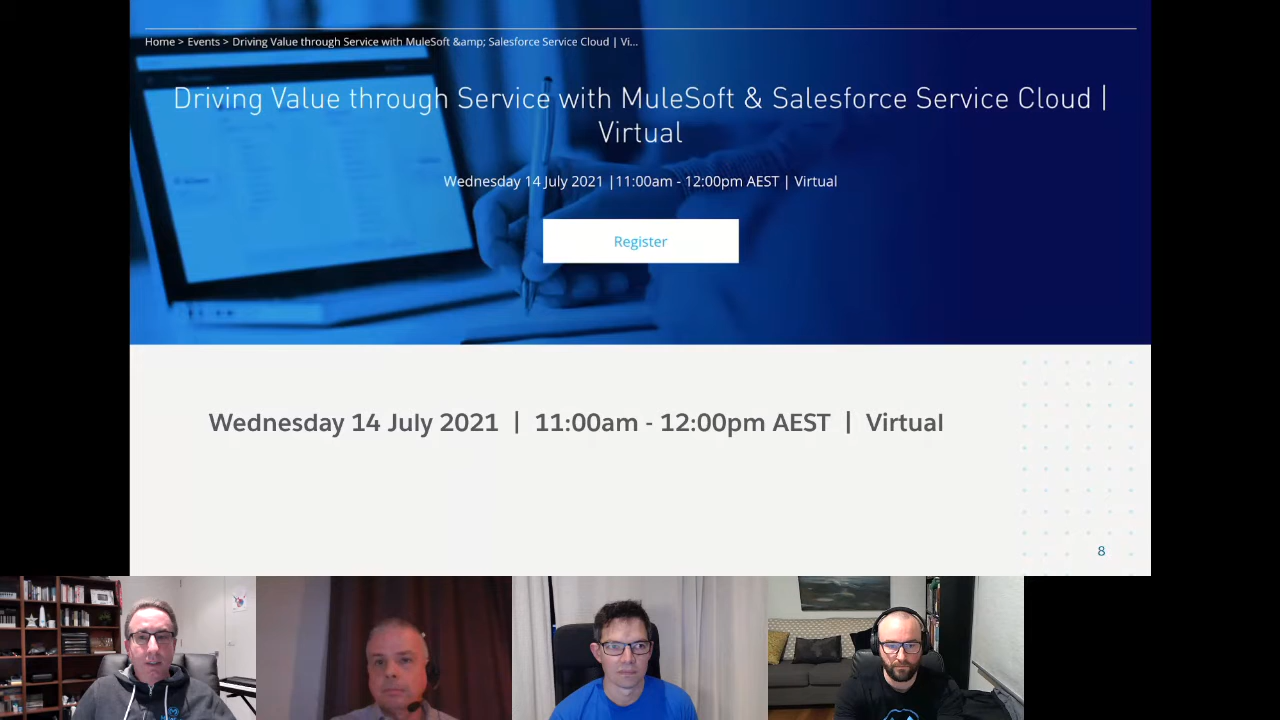 Home > Events > Driving Value through Service with MuleSoft &amp; Salesforce Service Cloud | Vi...
Driving Value through Service with MuleSoft & Salesforce Service Cloud |
Virtual
Wednesday 14 July 2021 |11:00am - 12:00pm AEST | Virtual
Register
Wednesday 14 July 2021 | 11:00am - 12:00pm AEST | Virtual
8